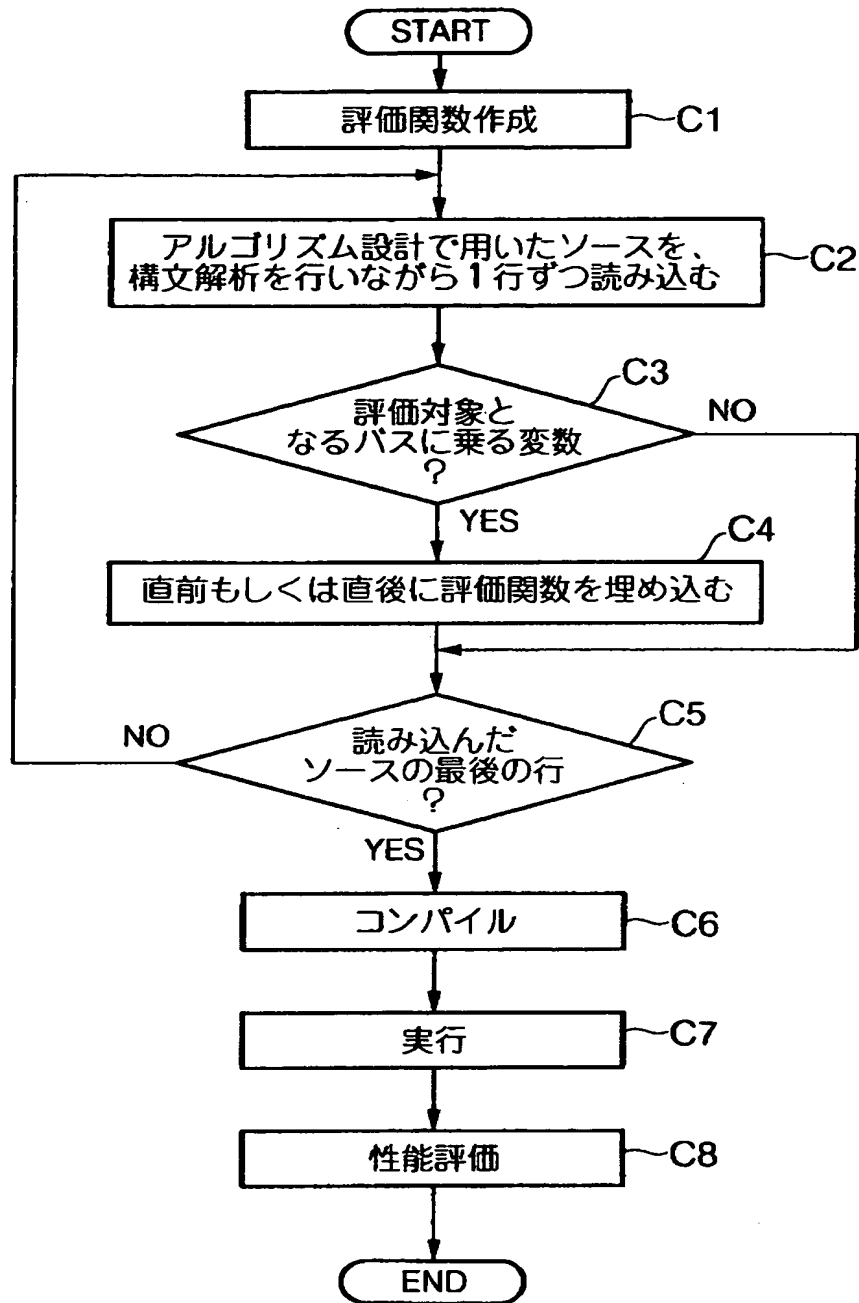 START
評価関数作成
C1
アルゴリズム設計で用いたソースを、
構文解析を行いながら1行ずつ読み込む
C2
C3
評価対象と
なるバスに乗る変数
?
NO
YES
C4
直前もしくは直後に評価関数を埋め込む
C5
NO
読み込んだ
ソースの最後の行
?
YES
コンパイル
C6
実行
C7
性能評価
C8
END